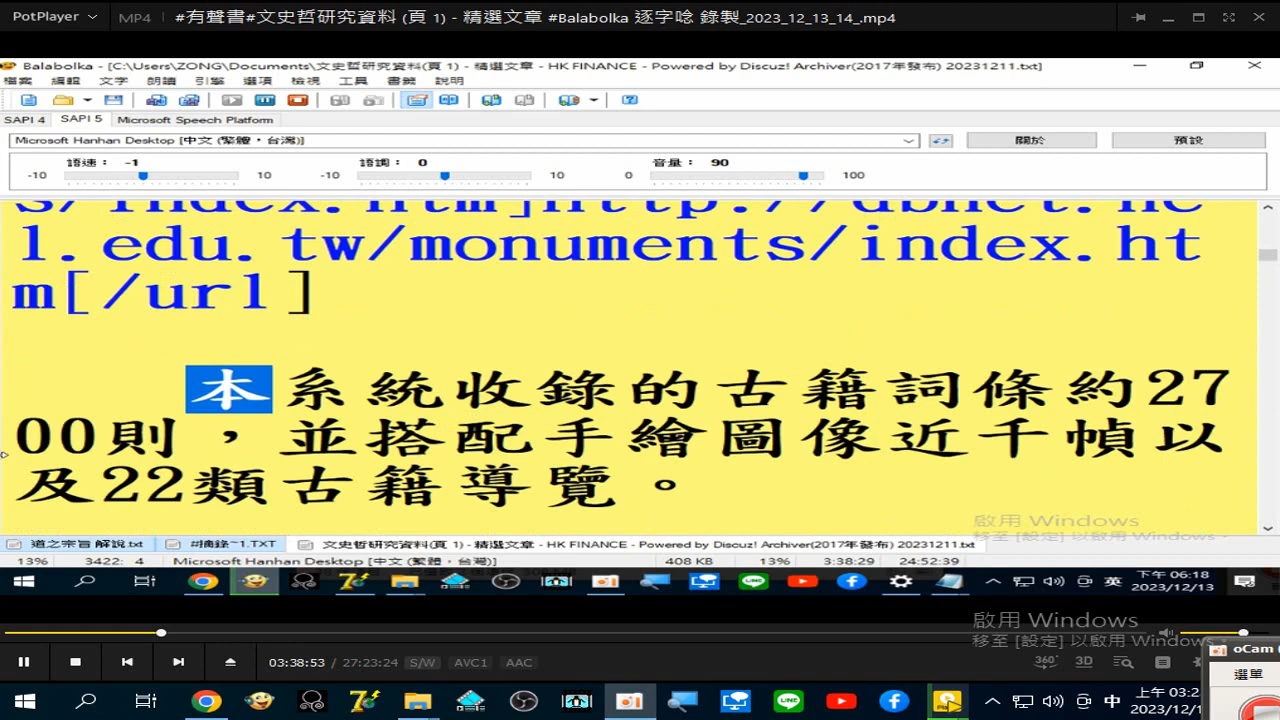 PotPlayer MP4 #有聲書#文史哲研究資料 (頁 1) - 精選文章 #Balabolka 逐字唸 錄製_2023_12_13_14_.mp4
Balabolka - [C:\Users\ZONG\Documents\文史哲研究資料(頁 1) - 精選文章 - HK FINANCE - Powered by Discuz! Archiver(2017年發布) 20231211.txt]
檔案 編輯 文字 朗讀 引擎 選項 檢視 工具 書籤 說明
SAPI 4 SAPI 5 Microsoft Speech Platform
Microsoft Hanhan Desktop [中文 (繁體，台灣)] 關於 預設
語速： -1 語調： 0 音量： 90
-10 10 -10 10 0 100
s/index.htm]http://dbnet.nc
l.edu.tw/monuments/index.ht
m[/url]
本系統收錄的古籍詞條約27
00則，並搭配手繪圖像近千幀以
及22類古籍導覽。
啟用 Windows
移至 [設定] 以啟用 Windows。
道之宗旨 解說.txt #摘錄~1.TXT 文史哲研究資料(頁 1) - 精選文章 - HK FINANCE - Powered by Discuz! Archiver(2017年發布) 20231211.txt
13% 3422: 4 Microsoft Hanhan Desktop [中文 (繁體，台灣)] 408 KB 13% 3:38:29 24:52:39
英 下午 06:18
2023/12/13
啟用 Windows
移至 [設定] 以啟用 Windows。
oCam (
03:38:53 / 27:23:24 S/W AVC1 AAC 360° 3D
選單
中 上午 03:2
2023/12/1